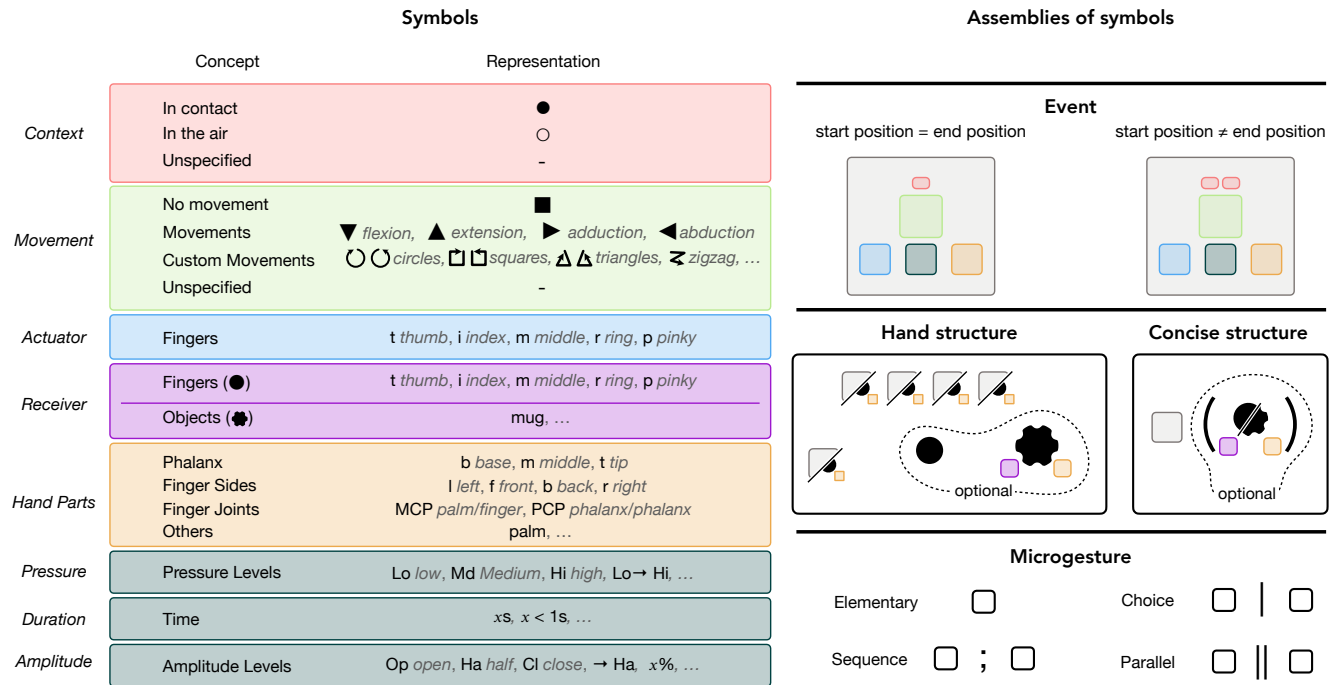 Symbols
Concept Representation
Context
In contact ●
In the air ○
Unspecified -
Movement
No movement ■
Movements ▼ flexion, ▲ extension, ► adduction, ◄ abduction
Custom Movements circles, squares, triangles, zigzag, ...
Unspecified -
Actuator
Fingers t thumb, i index, m middle, r ring, p pinky
Receiver
Fingers (●) t thumb, i index, m middle, r ring, p pinky
Objects () mug, ...
Hand Parts
Phalanx b base, m middle, t tip
Finger Sides l left, f front, b back, r right
Finger Joints MCP palm/finger, PCP phalanx/phalanx
Others palm, ...
Pressure
Pressure Levels Lo low, Md Medium, Hi high, Lo→ Hi, ...
Duration
Time xs, x < 1s, ...
Amplitude
Amplitude Levels Op open, Ha half, Cl close, → Ha, x%, ...
Assemblies of symbols
Event
start position = end position
start position ≠ end position
Hand structure
optional
Concise structure
( )
optional
Microgesture
Elementary
Choice |
Sequence ;
Parallel ||